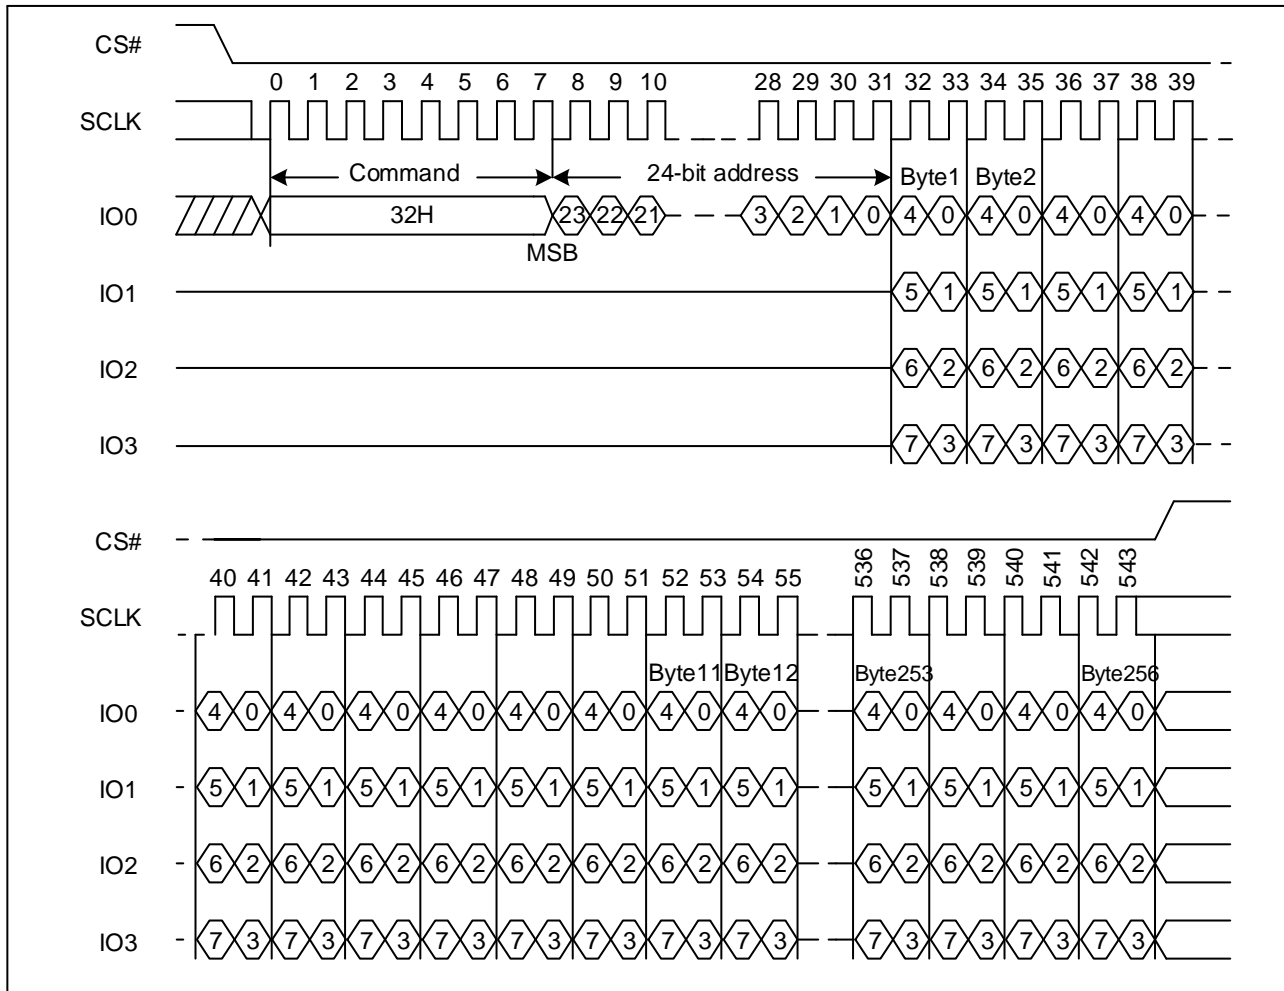 CS#
0 1 2 3 4 5 6 7 8 9 10 28 29 30 31 32 33 34 35 36 37 38 39
SCLK
Command 24-bit address Byte1 Byte2
IO0 32H 23 22 21 3 2 1 0 4 0 4 0 4 0 4 0
MSB
IO1 5 1 5 1 5 1 5 1
IO2 6 2 6 2 6 2 6 2
IO3 7 3 7 3 7 3 7 3
CS#
40 41 42 43 44 45 46 47 48 49 50 51 52 53 54 55 536 537 538 539 540 541 542 543
SCLK
Byte11 Byte12 Byte253 Byte256
IO0 4 0 4 0 4 0 4 0 4 0 4 0 4 0 4 0 4 0 4 0 4 0 4 0
IO1 5 1 5 1 5 1 5 1 5 1 5 1 5 1 5 1 5 1 5 1 5 1 5 1
IO2 6 2 6 2 6 2 6 2 6 2 6 2 6 2 6 2 6 2 6 2 6 2 6 2
IO3 7 3 7 3 7 3 7 3 7 3 7 3 7 3 7 3 7 3 7 3 7 3 7 3